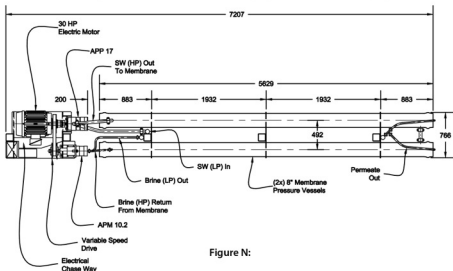 7207
30 HP
Electric Motor
APP 17
SW (HP) Out
To Membrane
5629
200
883
1932
1932
883
492
766
SW (LP) In
Brine (LP) Out
(2x) 8" Membrane
Pressure Vessels
Permeate
Out
Brine (HP) Return
From Membrane
APM 10.2
Variable Speed
Drive
Electrical
Chase Way
Figure N: